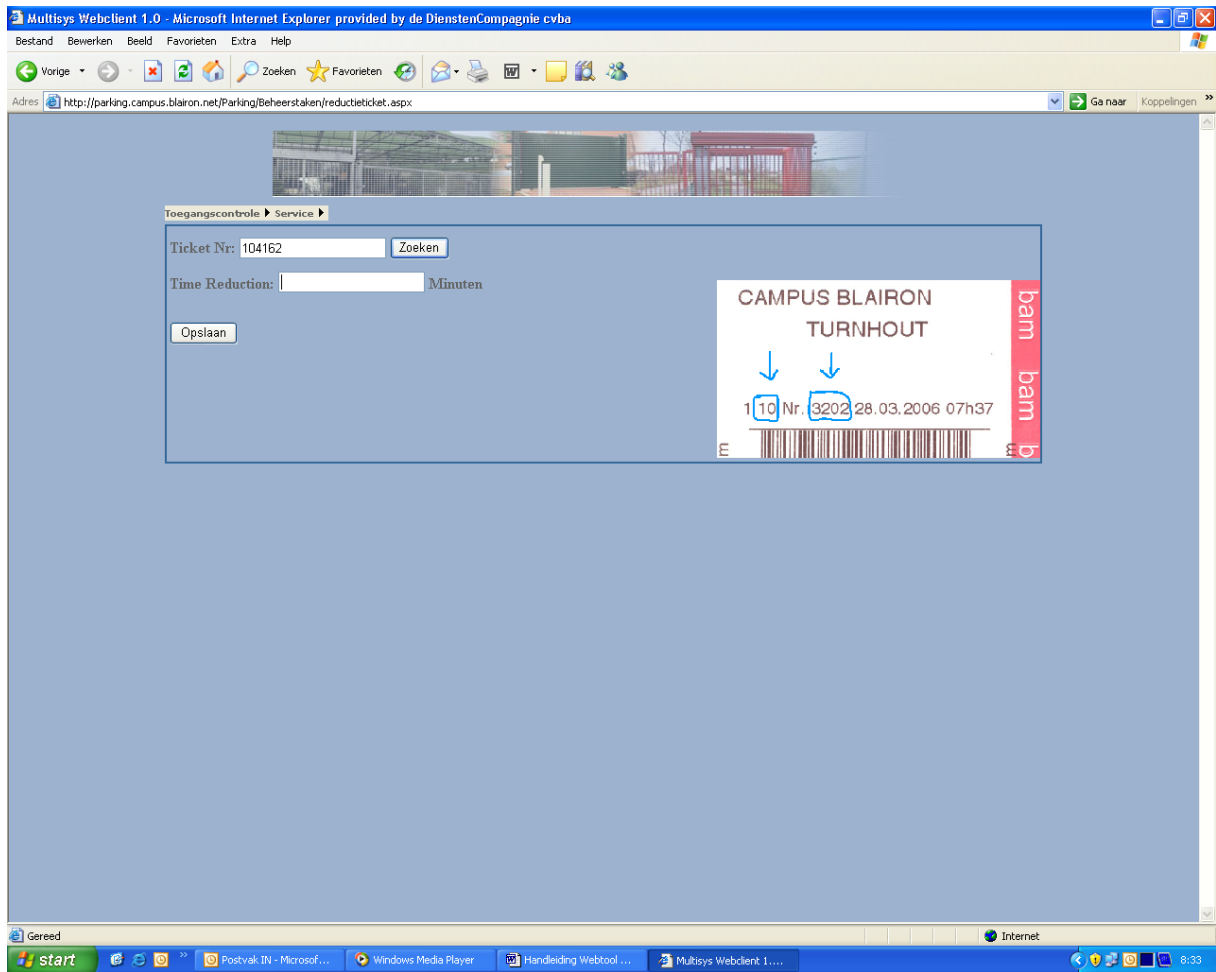 Multisys Webclient 1.0 - Microsoft Internet Explorer provided by de DienstenCompagnie cvba
Bestand Bewerken Beeld Favorieten Extra Help
Vorige Zoeken Favorieten
Adres http://parking.campus.blairon.net/Parking/Beheerstaken/reductieticket.aspx Ga naar Koppelingen »
Toegangscontrole Service
Ticket Nr: 104162 Zoeken
Time Reduction: Minuten
Opslaan
CAMPUS BLAIRON
TURNHOUT
1 10 Nr. 3202 28.03.2006 07h37
m m
bam bam b
Gereed Internet
start » Postvak IN - Microsof... Windows Media Player Handleiding Webtool ... Multisys Webclient 1.... 8:33